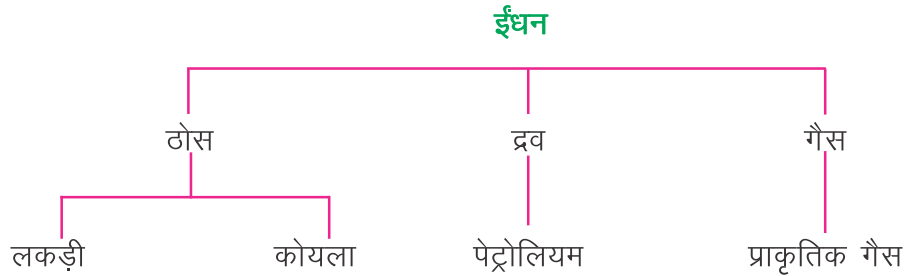 ईंधन
ठोस द्रव गैस
लकड़ी कोयला पेट्रोलियम प्राकृतिक गैस